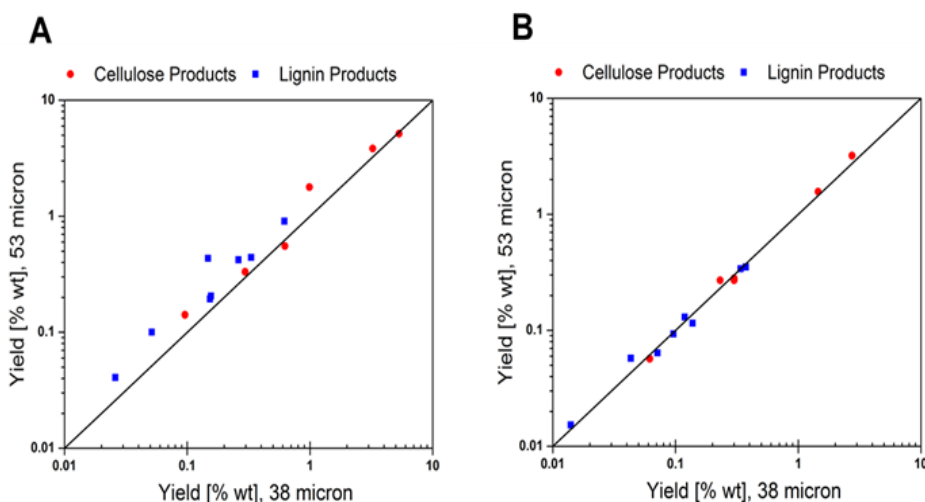 A
Cellulose Products Lignin Products
10
1
0.1
0.01
0.01 0.1 1 10
Yield [% wt], 53 micron
Yield [% wt], 38 micron
B
Cellulose Products Lignin Products
10
1
0.1
0.01
0.01 0.1 1 10
Yield [% wt], 53 micron
Yield [% wt], 38 micron